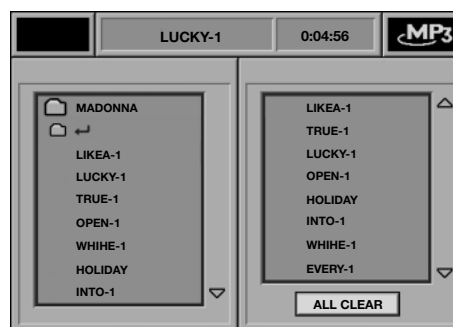 LUCKY-1
0:04:56
MP3
MADONNA
LIKEA-1
LUCKY-1
TRUE-1
OPEN-1
WHIHE-1
HOLIDAY
INTO-1
LIKEA-1
TRUE-1
LUCKY-1
OPEN-1
HOLIDAY
INTO-1
WHIHE-1
EVERY-1
ALL CLEAR